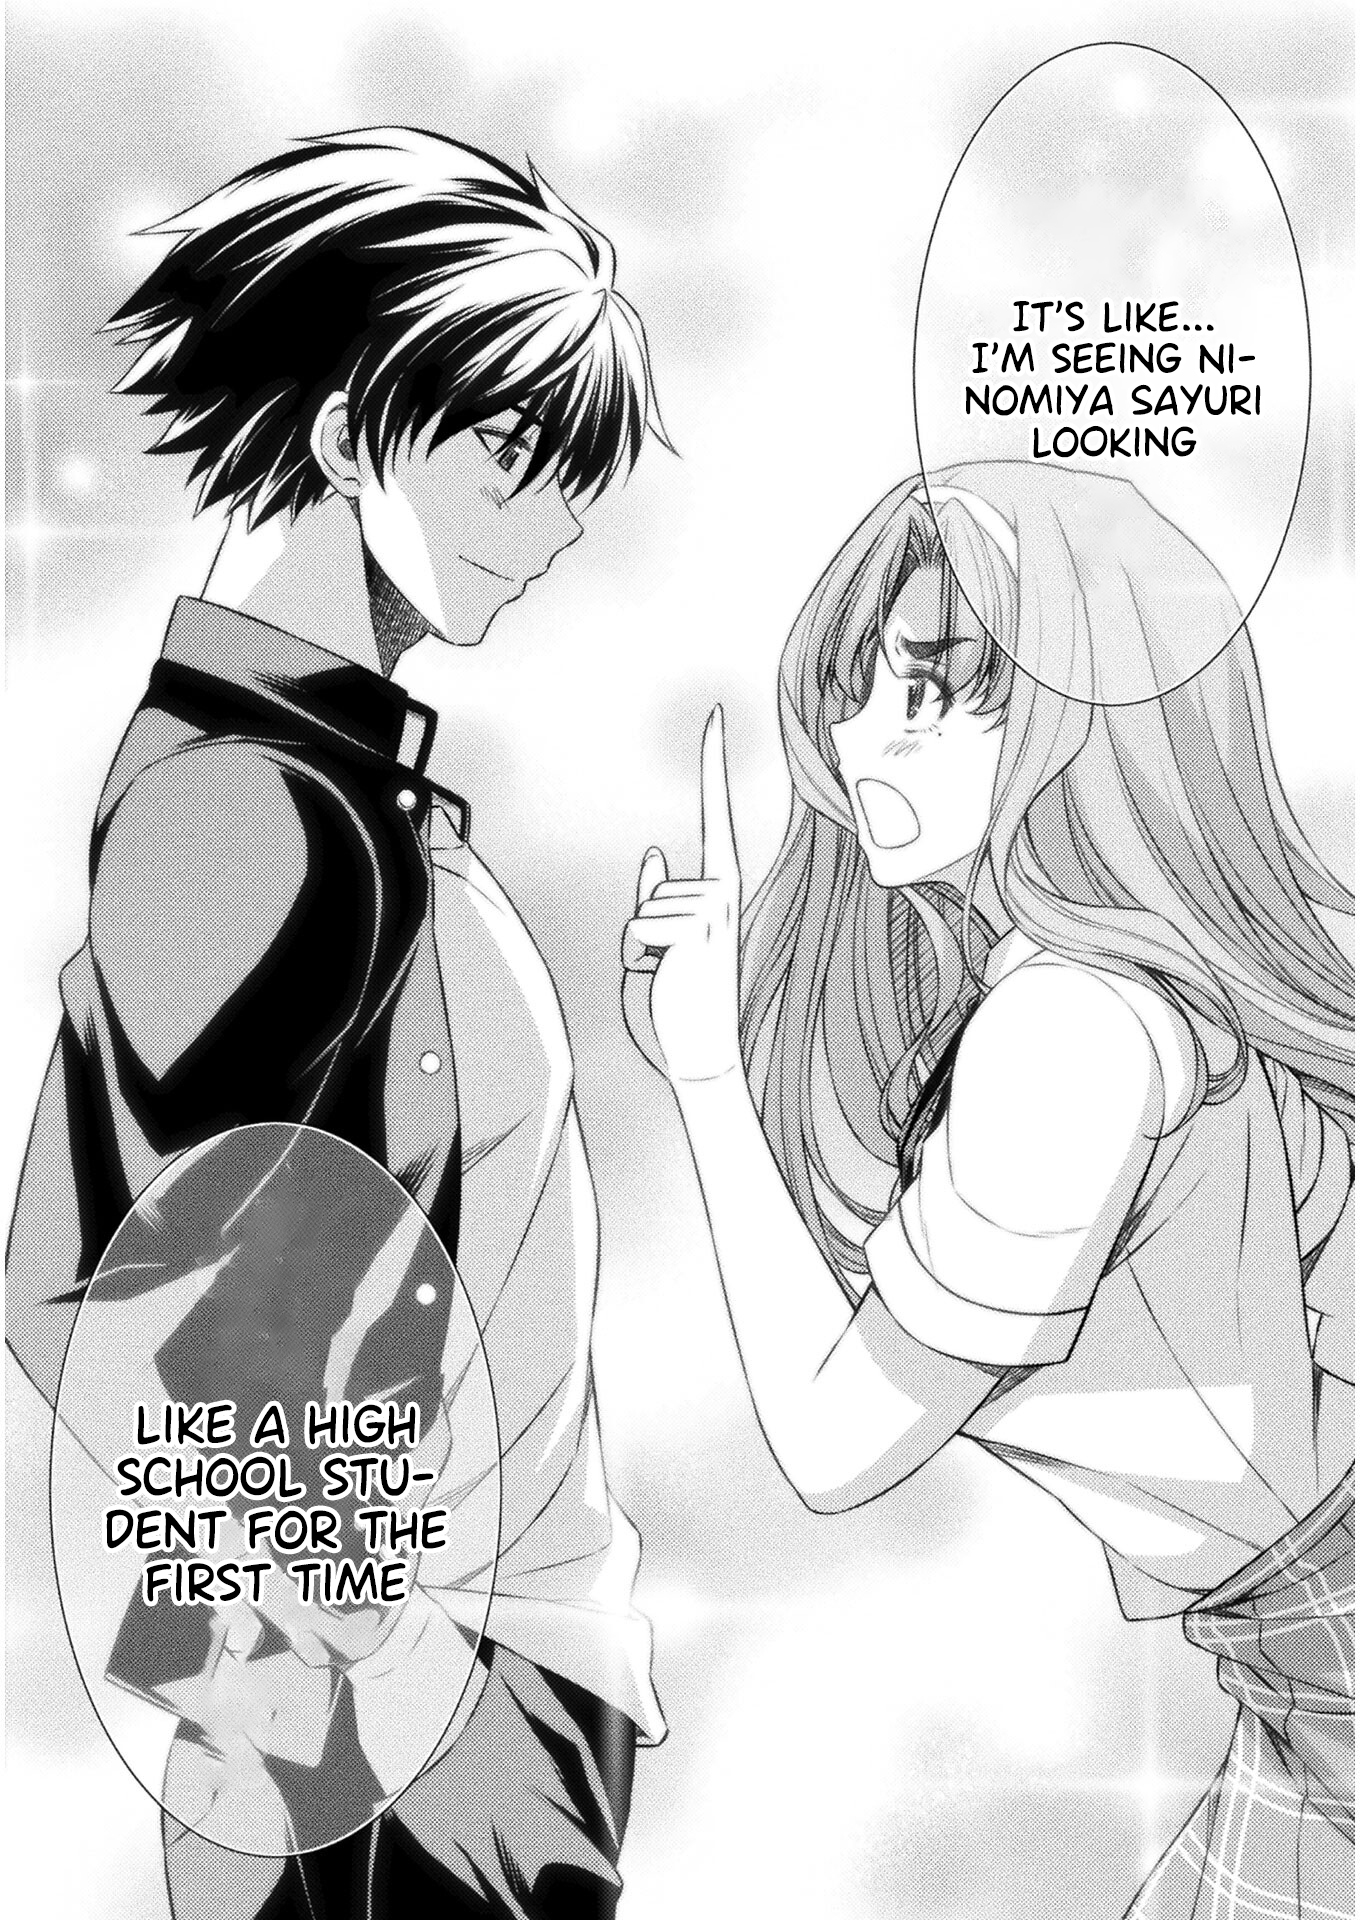 IT'S LIKE...
I'M SEEING NI-
NOMIYA SAYURI
LOOKING
LIKE A HIGH
SCHOOL STU-
DENT FOR THE
FIRST TIME